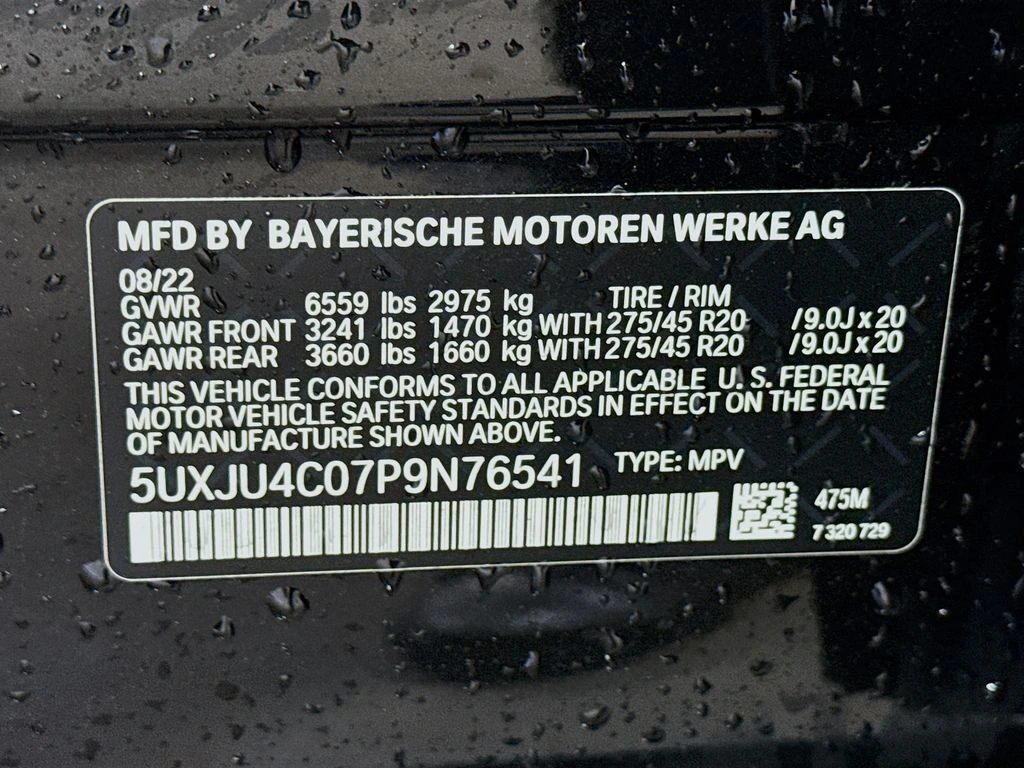 MFD BY BAYERISCHE MOTOREN WERKE AG
08/22
GVWR 6559 lbs 2975 kg TIRE / RIM
GAWR FRONT 3241 lbs 1470 kg WITH 275/45 R20 /9.0J x 20
GAWR REAR 3660 lbs 1660 kg WITH 275/45 R20 /9.0J x 20
THIS VEHICLE CONFORMS TO ALL APPLICABLE U. S. FEDERAL
MOTOR VEHICLE SAFETY STANDARDS IN EFFECT ON THE DATE
OF MANUFACTURE SHOWN ABOVE.
5UXJU4C07P9N76541 TYPE: MPV
475M
7 320 729